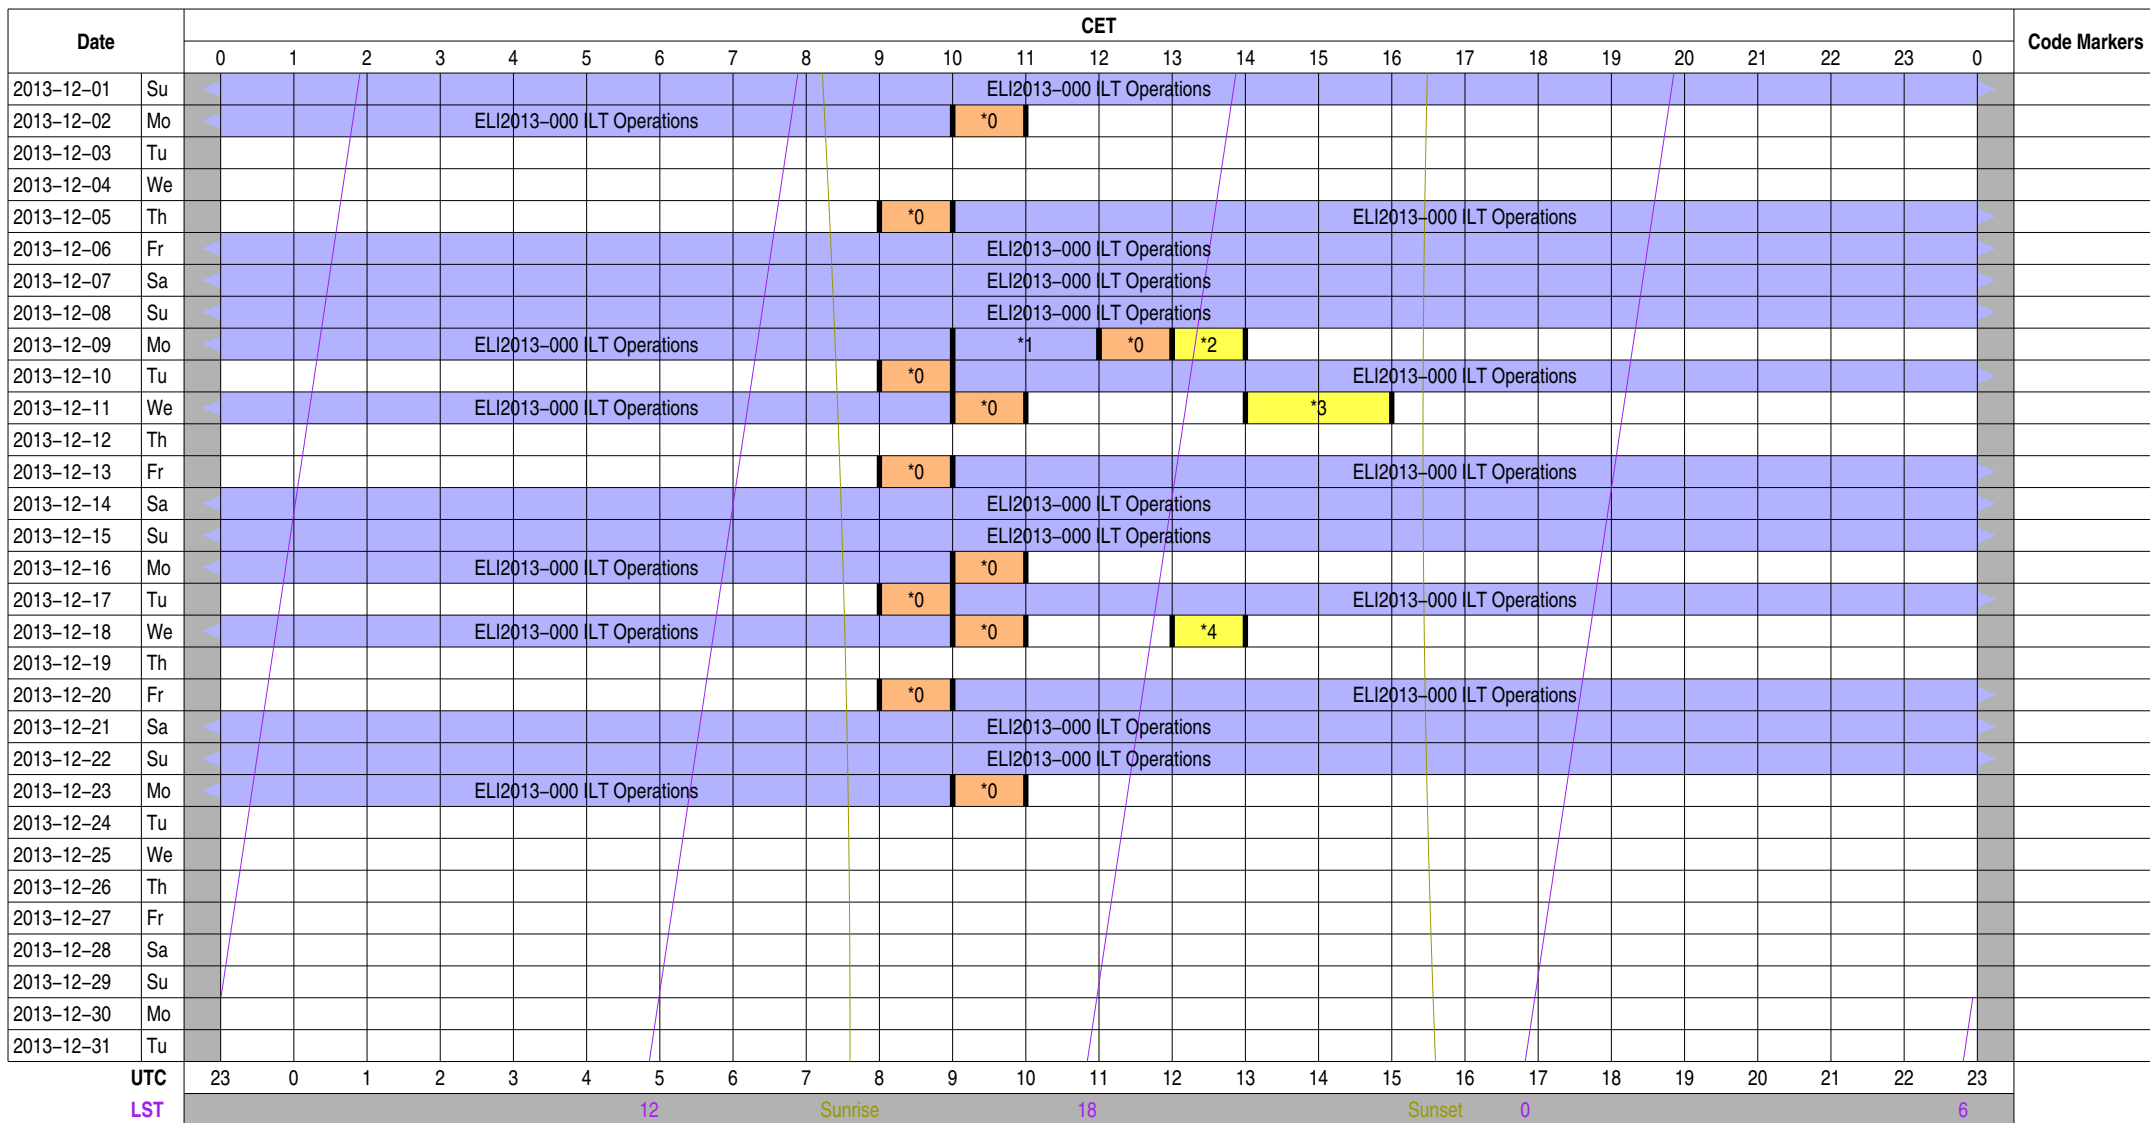 Date CET Code Markers
0 1 2 3 4 5 6 7 8 9 10 11 12 13 14 15 16 17 18 19 20 21 22 23 0
2013–12–01 Su ELI2013–000 ILT Operations
2013–12–02 Mo ELI2013–000 ILT Operations *0
2013–12–03 Tu
2013–12–04 We
2013–12–05 Th *0 ELI2013–000 ILT Operations
2013–12–06 Fr ELI2013–000 ILT Operations
2013–12–07 Sa ELI2013–000 ILT Operations
2013–12–08 Su ELI2013–000 ILT Operations
2013–12–09 Mo ELI2013–000 ILT Operations *1 *0 *2
2013–12–10 Tu *0 ELI2013–000 ILT Operations
2013–12–11 We ELI2013–000 ILT Operations *0 *3
2013–12–12 Th
2013–12–13 Fr *0 ELI2013–000 ILT Operations
2013–12–14 Sa ELI2013–000 ILT Operations
2013–12–15 Su ELI2013–000 ILT Operations
2013–12–16 Mo ELI2013–000 ILT Operations *0
2013–12–17 Tu *0 ELI2013–000 ILT Operations
2013–12–18 We ELI2013–000 ILT Operations *0 *4
2013–12–19 Th
2013–12–20 Fr *0 ELI2013–000 ILT Operations
2013–12–21 Sa ELI2013–000 ILT Operations
2013–12–22 Su ELI2013–000 ILT Operations
2013–12–23 Mo ELI2013–000 ILT Operations *0
2013–12–24 Tu
2013–12–25 We
2013–12–26 Th
2013–12–27 Fr
2013–12–28 Sa
2013–12–29 Su
2013–12–30 Mo
2013–12–31 Tu
UTC 23 0 1 2 3 4 5 6 7 8 9 10 11 12 13 14 15 16 17 18 19 20 21 22 23
LST 12 Sunrise 18 Sunset 0 6